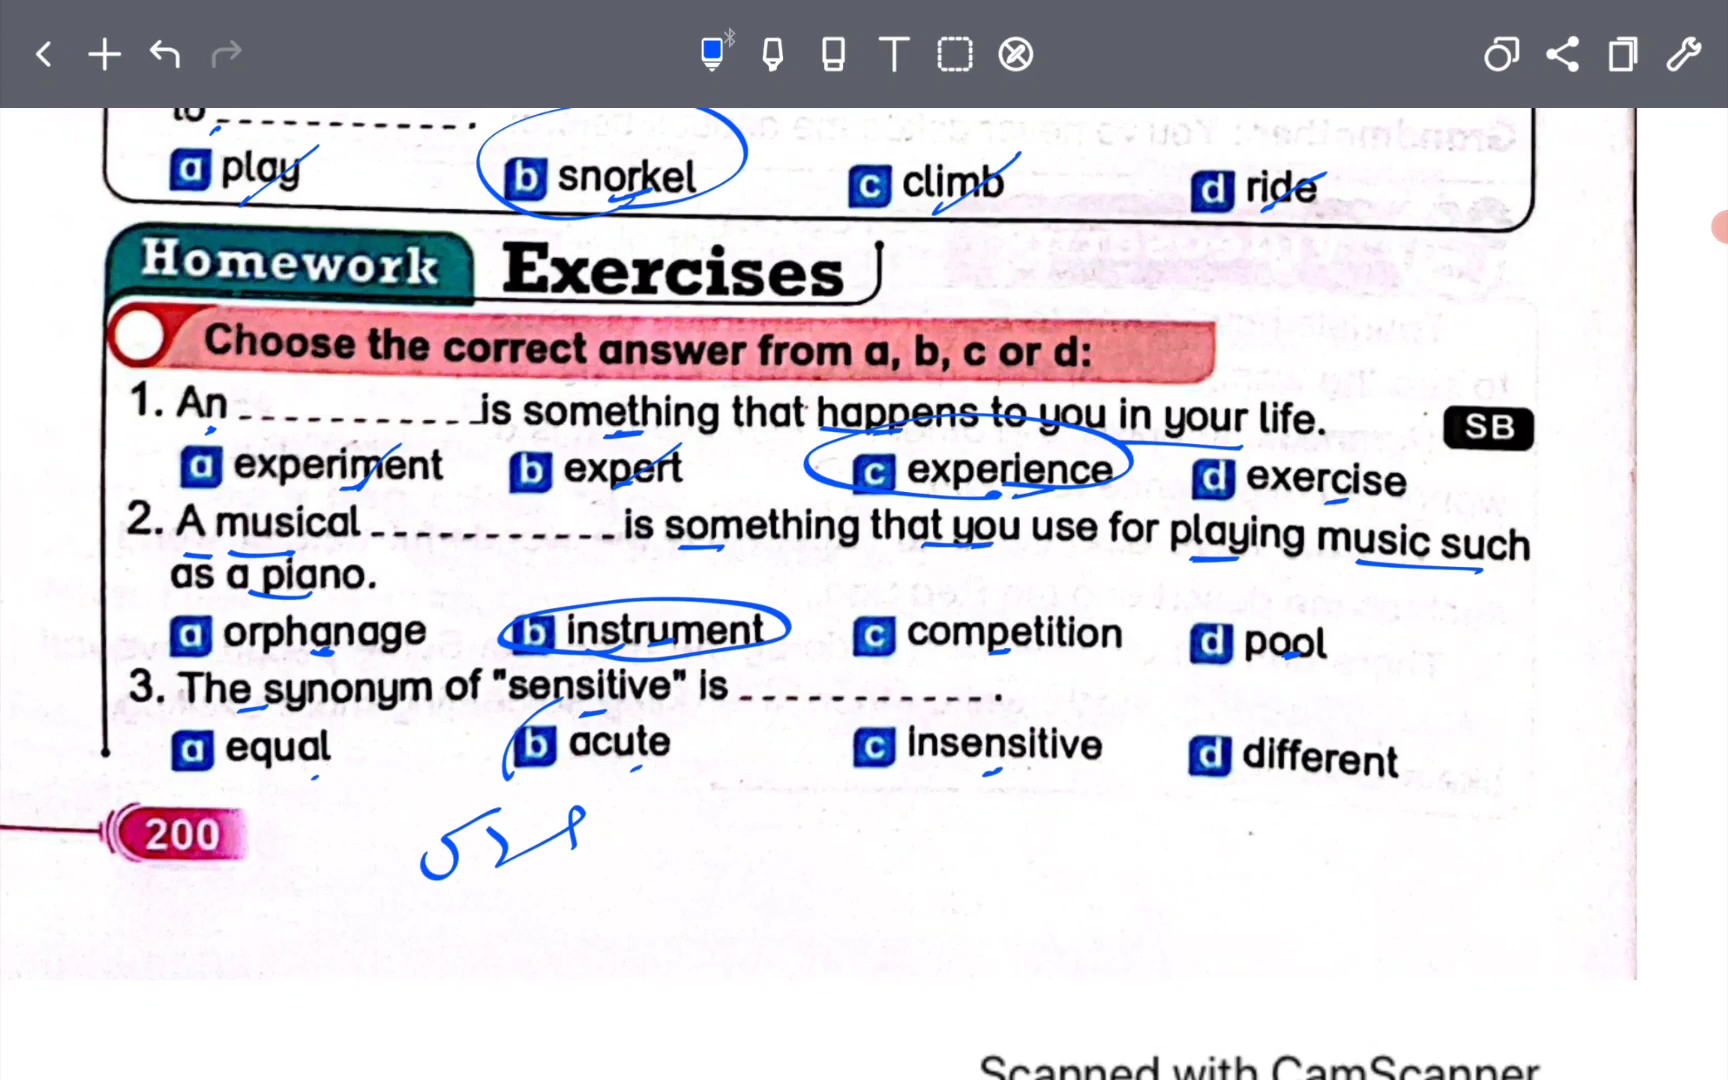 to ------------.
a play b snorkel c climb d ride
Homework Exercises
Choose the correct answer from a, b, c or d:
1. An ------------ is something that happens to you in your life. SB
a experiment b expert c experience d exercise
2. A musical ------------ is something that you use for playing music such
as a piano.
a orphanage b instrument c competition d pool
3. The synonym of "sensitive" is ------------.
a equal b acute c insensitive d different
200
Scanned with CamScanner